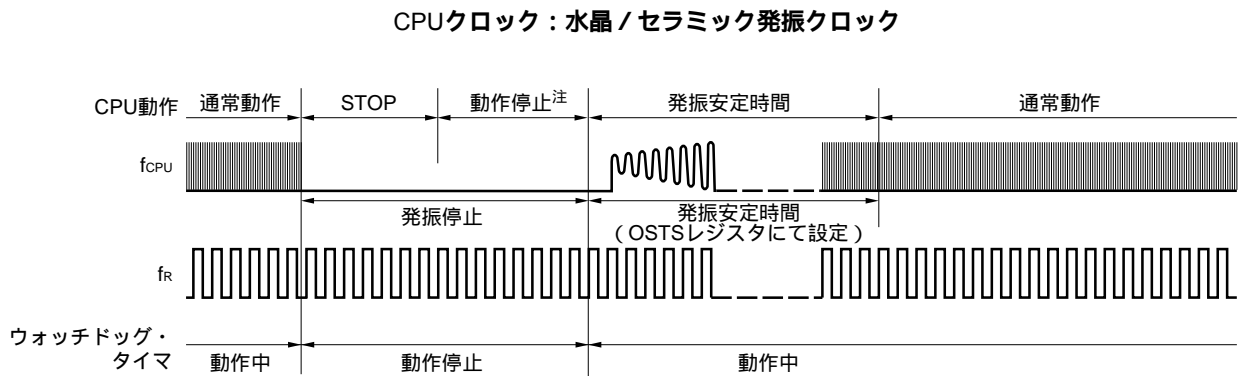 CPUクロック：水晶／セラミック発振クロック
CPU動作 通常動作 STOP 動作停止注 発振安定時間 通常動作
fCPU
発振停止 発振安定時間
（OSTSレジスタにて設定）
fR
ウォッチドッグ・
タイマ 動作中 動作停止 動作中